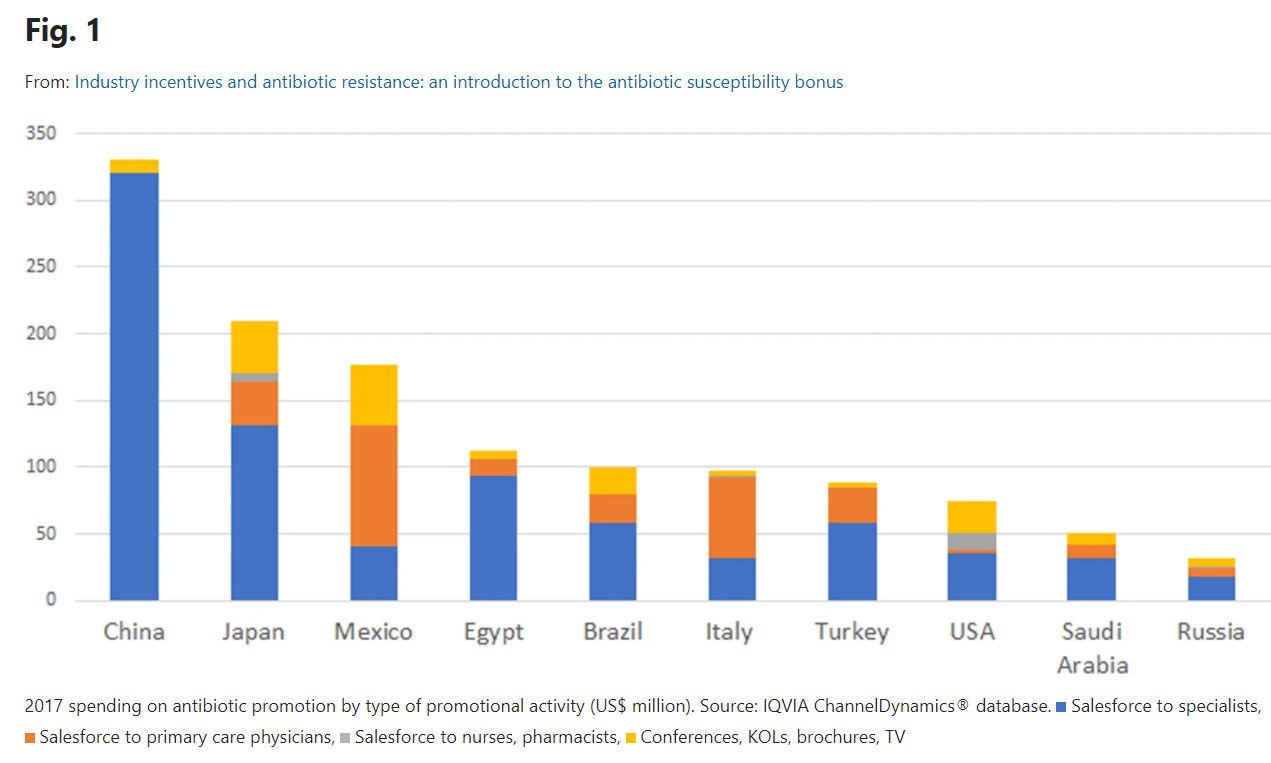 Fig. 1
From: Industry incentives and antibiotic resistance: an introduction to the antibiotic susceptibility bonus
350
300
250
200
150
100
50
0
China Japan Mexico Egypt Brazil Italy Turkey USA Saudi Arabia Russia
2017 spending on antibiotic promotion by type of promotional activity (US$ million). Source: IQVIA ChannelDynamics® database. Salesforce to specialists,
Salesforce to primary care physicians, Salesforce to nurses, pharmacists, Conferences, KOLs, brochures, TV